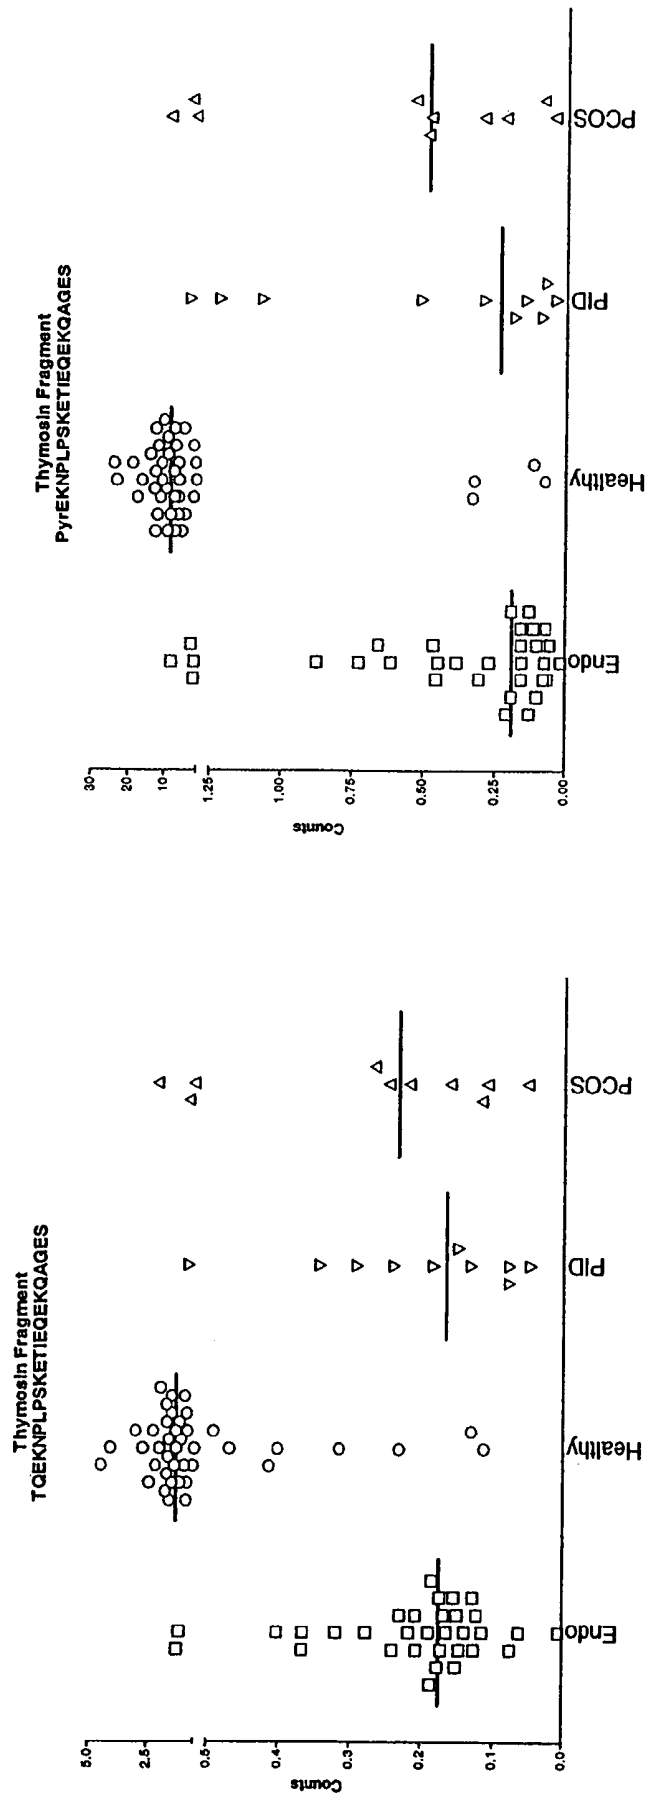 Thymosin Fragment
PyrEKNPLPSKETIEQEKQAGES
30
20
10
1.25
1.00
0.75
0.50
0.25
0.00
Counts
Endo
Healthy
PID
PCOS
Thymosin Fragment
TQEKNPLPSKETIEQEKQAGES
5.0
2.5
0.5
0.4
0.3
0.2
0.1
0.0
Counts
Endo
Healthy
PID
PCOS